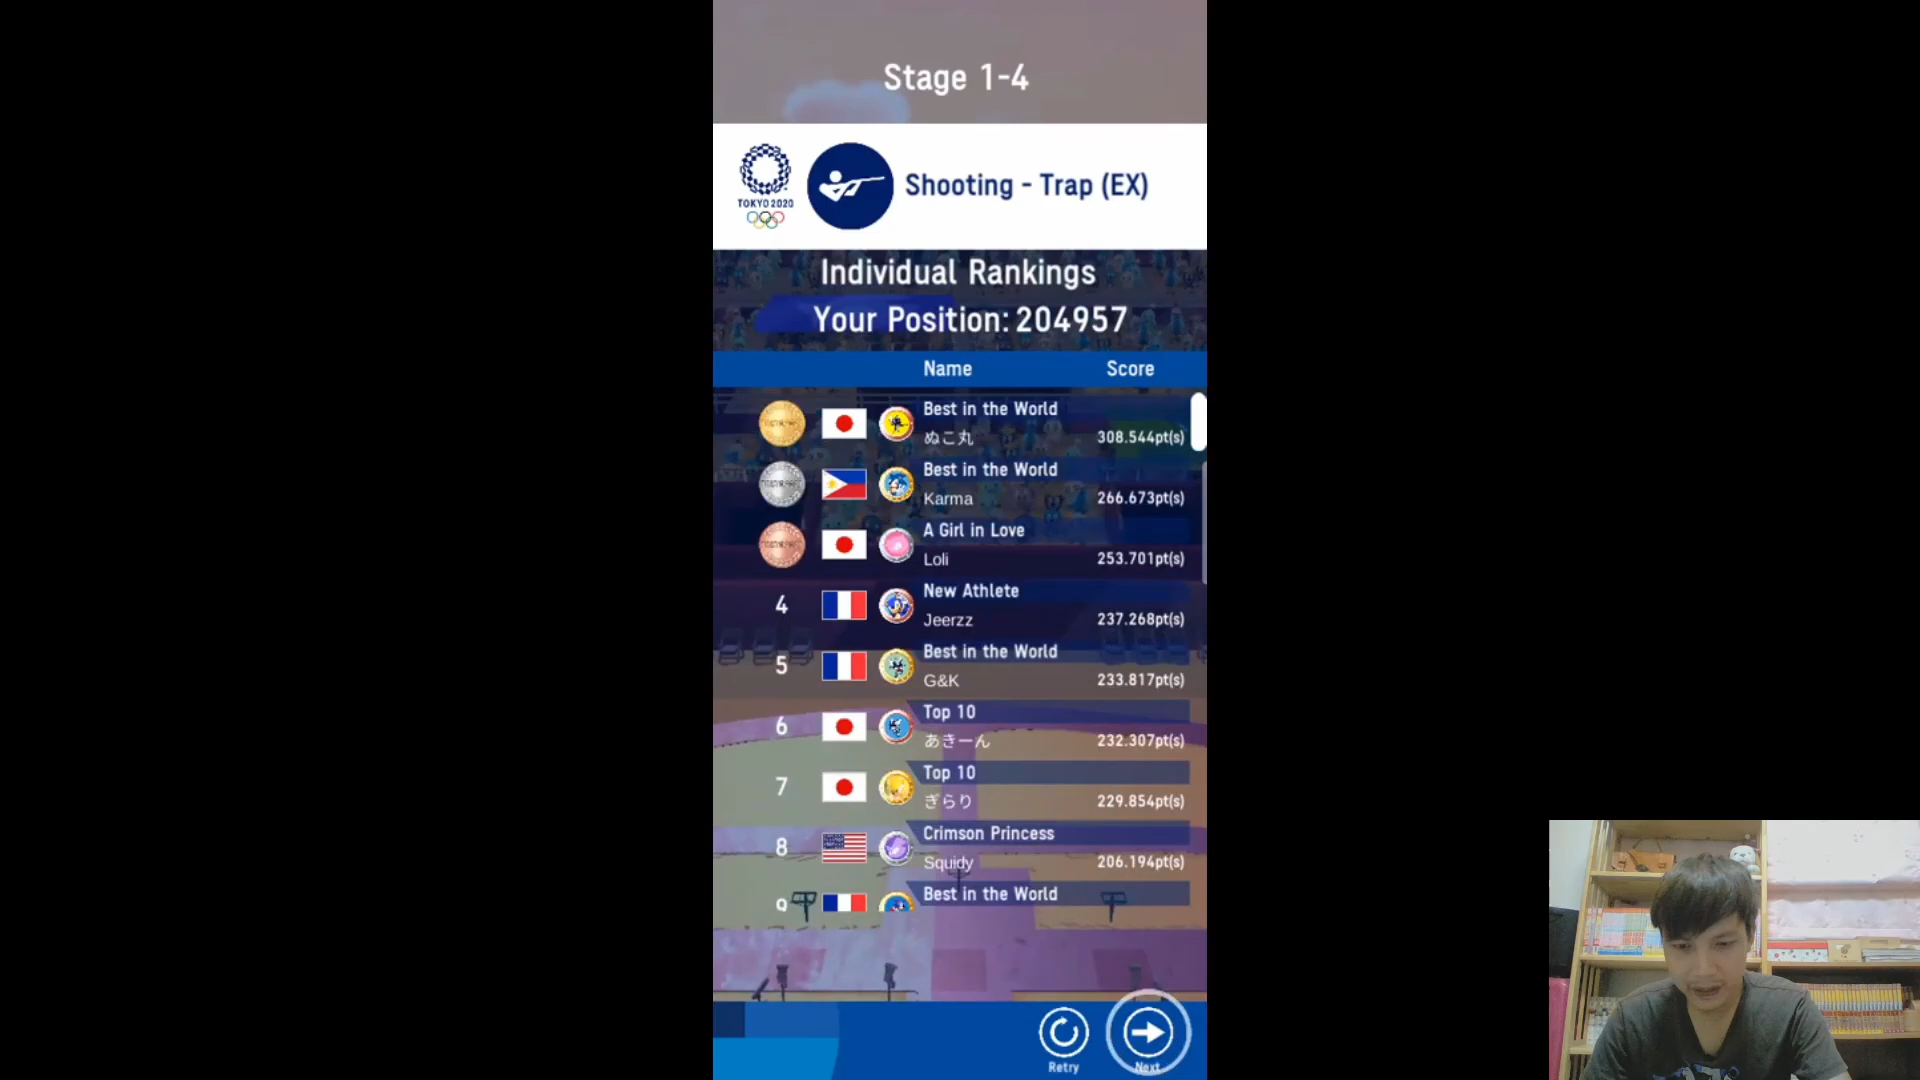 Stage 1-4
TOKYO 2020
Shooting - Trap (EX)
Individual Rankings
Your Position: 204957
Name Score
Best in the World
ぬこ丸 308.544pt(s)
Best in the World
Karma 266.673pt(s)
A Girl in Love
Loli 253.701pt(s)
4 New Athlete
Jeerzz 237.268pt(s)
5 Best in the World
G&K 233.817pt(s)
6 Top 10
あきーん 232.307pt(s)
7 Top 10
ぎらり 229.854pt(s)
8 Crimson Princess
Squidy 206.194pt(s)
9 Best in the World
Retry Next